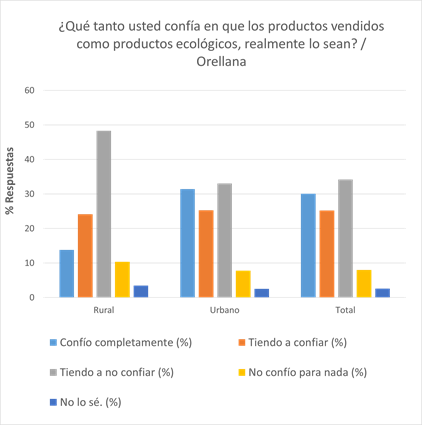 ¿Qué tanto usted confía en que los productos vendidos
como productos ecológicos, realmente lo sean? /
Orellana
% Respuestas
60
50
40
30
20
10
0
Rural Urbano Total
Confío completamente (%) Tiendo a confiar (%)
Tiendo a no confiar (%) No confío para nada (%)
No lo sé. (%)